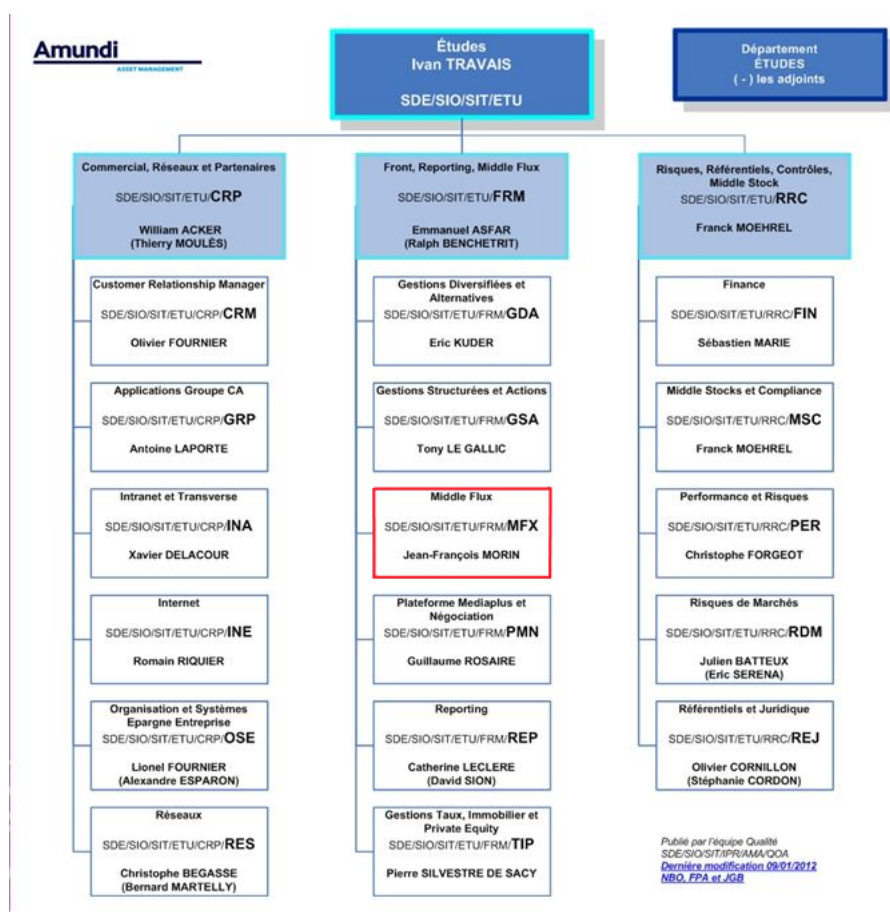 Amundi
ASSET MANAGEMENT
Études
Ivan TRAVAIS
SDE/SIO/SIT/ETU
Département
ÉTUDES
( - ) les adjoints
Commercial, Réseaux et Partenaires
SDE/SIO/SIT/ETU/CRP
William ACKER
(Thierry MOULÈS)
Front, Reporting, Middle Flux
SDE/SIO/SIT/ETU/FRM
Emmanuel ASFAR
(Ralph BENCHETRIT)
Risques, Référentiels, Contrôles,
Middle Stock
SDE/SIO/SIT/ETU/RRC
Franck MOEHREL
Customer Relationship Manager
SDE/SIO/SIT/ETU/CRP/CRM
Olivier FOURNIER
Gestions Diversifiées et
Alternatives
SDE/SIO/SIT/ETU/FRM/GDA
Eric KUDER
Finance
SDE/SIO/SIT/ETU/RRC/FIN
Sébastien MARIE
Applications Groupe CA
SDE/SIO/SIT/ETU/CRP/GRP
Antoine LAPORTE
Gestions Structurées et Actions
SDE/SIO/SIT/ETU/FRM/GSA
Tony LE GALLIC
Middle Stocks et Compliance
SDE/SIO/SIT/ETU/RRC/MSC
Franck MOEHREL
Intranet et Transverse
SDE/SIO/SIT/ETU/CRP/INA
Xavier DELACOUR
Middle Flux
SDE/SIO/SIT/ETU/FRM/MFX
Jean-François MORIN
Performance et Risques
SDE/SIO/SIT/ETU/RRC/PER
Christophe FORGEOT
Internet
SDE/SIO/SIT/ETU/CRP/INE
Romain RIQUIER
Plateforme Mediaplus et
Négociation
SDE/SIO/SIT/ETU/FRM/PMN
Guillaume ROSAIRE
Risques de Marchés
SDE/SIO/SIT/ETU/RRC/RDM
Julien BATTEUX
(Eric SERENA)
Organisation et Systèmes
Epargne Entreprise
SDE/SIO/SIT/ETU/CRP/OSE
Lionel FOURNIER
(Alexandre ESPARON)
Reporting
SDE/SIO/SIT/ETU/FRM/REP
Catherine LECLERE
(David SION)
Référentiels et Juridique
SDE/SIO/SIT/ETU/RRC/REJ
Olivier CORNILLON
(Stéphanie CORDON)
Réseaux
SDE/SIO/SIT/ETU/CRP/RES
Christophe BEGASSE
(Bernard MARTELLY)
Gestions Taux, Immobilier et
Private Equity
SDE/SIO/SIT/ETU/FRM/TIP
Pierre SILVESTRE DE SACY
Publié par l'équipe Qualité
SDE/SIO/SIT/IPR/AMA/QOA
Dernière modification 09/01/2012
NBO, FPA et JGB